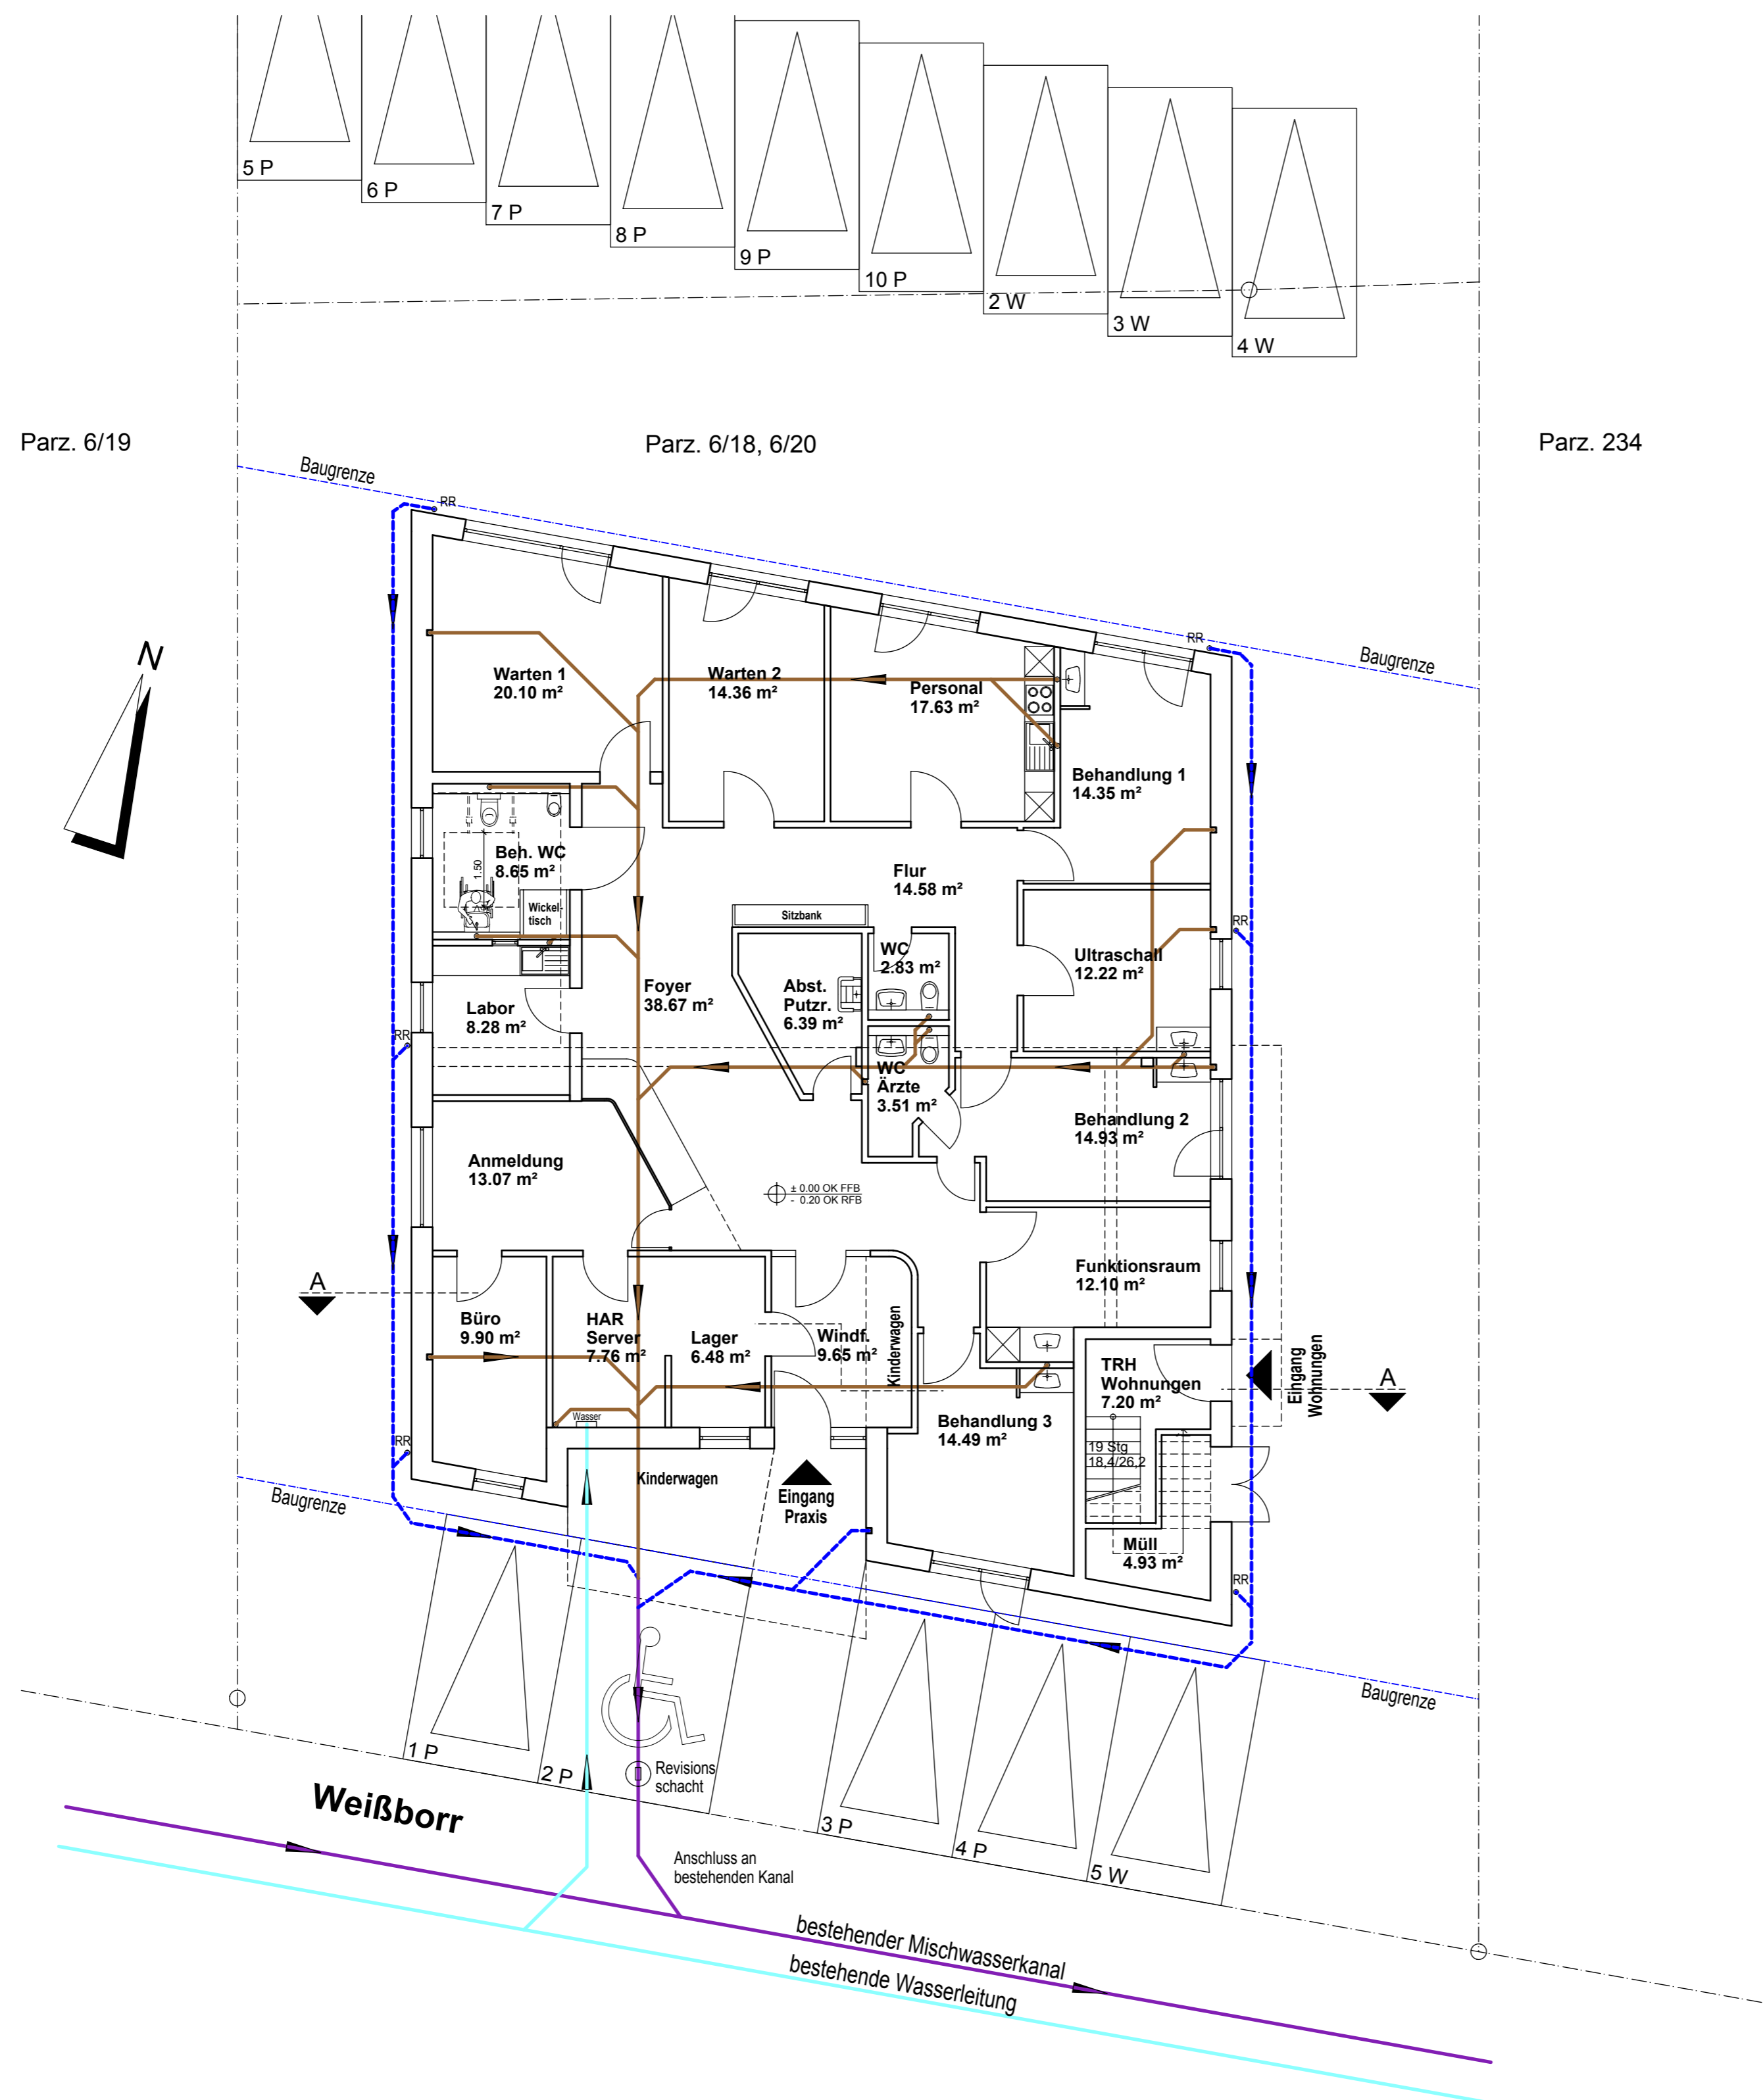 5 P
6 P
7 P
8 P
9 P
10 P
2 W
3 W
4 W
Parz. 6/19
Parz. 6/18, 6/20
Parz. 234
Baugrenze
RR
RR
Baugrenze
N
Warten 1
20.10 m²
Warten 2
14.36 m²
Personal
17.63 m²
Behandlung 1
14.35 m²
Beh. WC
8.65 m²
1.50
Wickel-
tisch
Flur
14.58 m²
Sitzbank
RR
WC
2.83 m²
Ultraschall
12.22 m²
Abst.
Putzr.
6.39 m²
Foyer
38.67 m²
Labor
8.28 m²
RR
WC
Ärzte
3.51 m²
Behandlung 2
14.93 m²
Anmeldung
13.07 m²
± 0.00 OK FFB
- 0.20 OK RFB
Funktionsraum
12.10 m²
A
Büro
9.90 m²
HAR
Server
7.76 m²
Lager
6.48 m²
Windf.
9.65 m²
Kinderwagen
TRH
Wohnungen
7.20 m²
Eingang
Wohnungen
A
Wasser
Behandlung 3
14.49 m²
19 Stg
18,4/26,2
RR
Kinderwagen
Eingang
Praxis
Baugrenze
Müll
4.93 m²
RR
Baugrenze
1 P
2 P
Revisions
schacht
3 P
4 P
5 W
Weißborr
Anschluss an
bestehenden Kanal
bestehender Mischwasserkanal
bestehende Wasserleitung